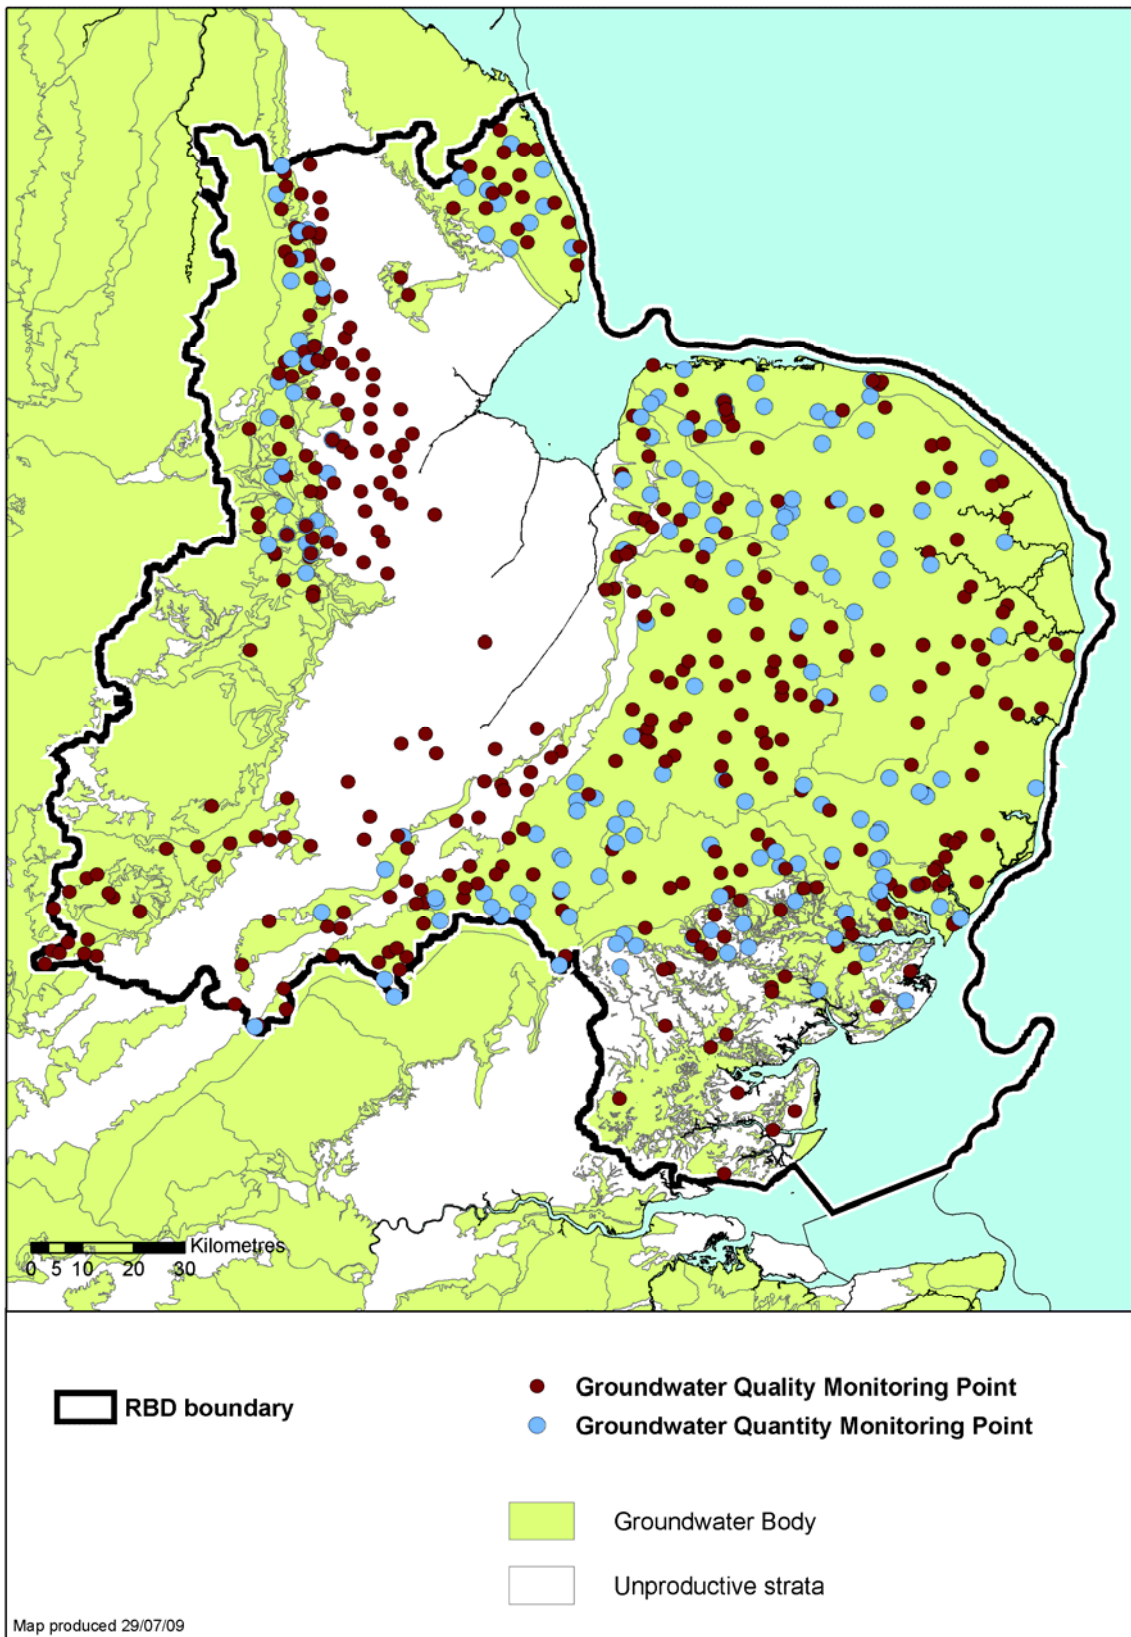 Kilometres
0 5 10 20 30
RBD boundary
Groundwater Quality Monitoring Point
Groundwater Quantity Monitoring Point
Groundwater Body
Unproductive strata
Map produced 29/07/09